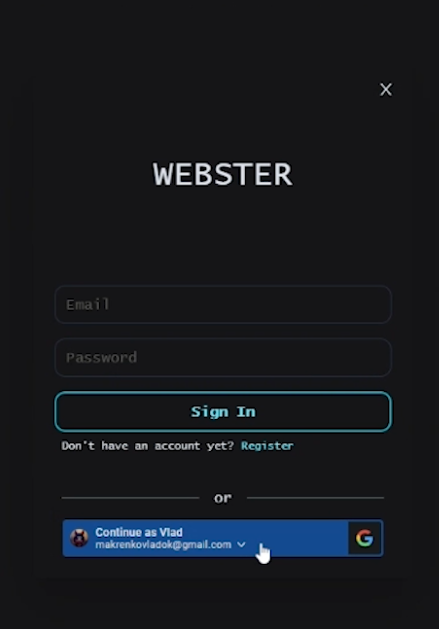 X
WEBSTER
Email
Password
Sign In
Don't have an account yet? Register
or
Continue as Vlad
makrenkovladok@gmail.com
G